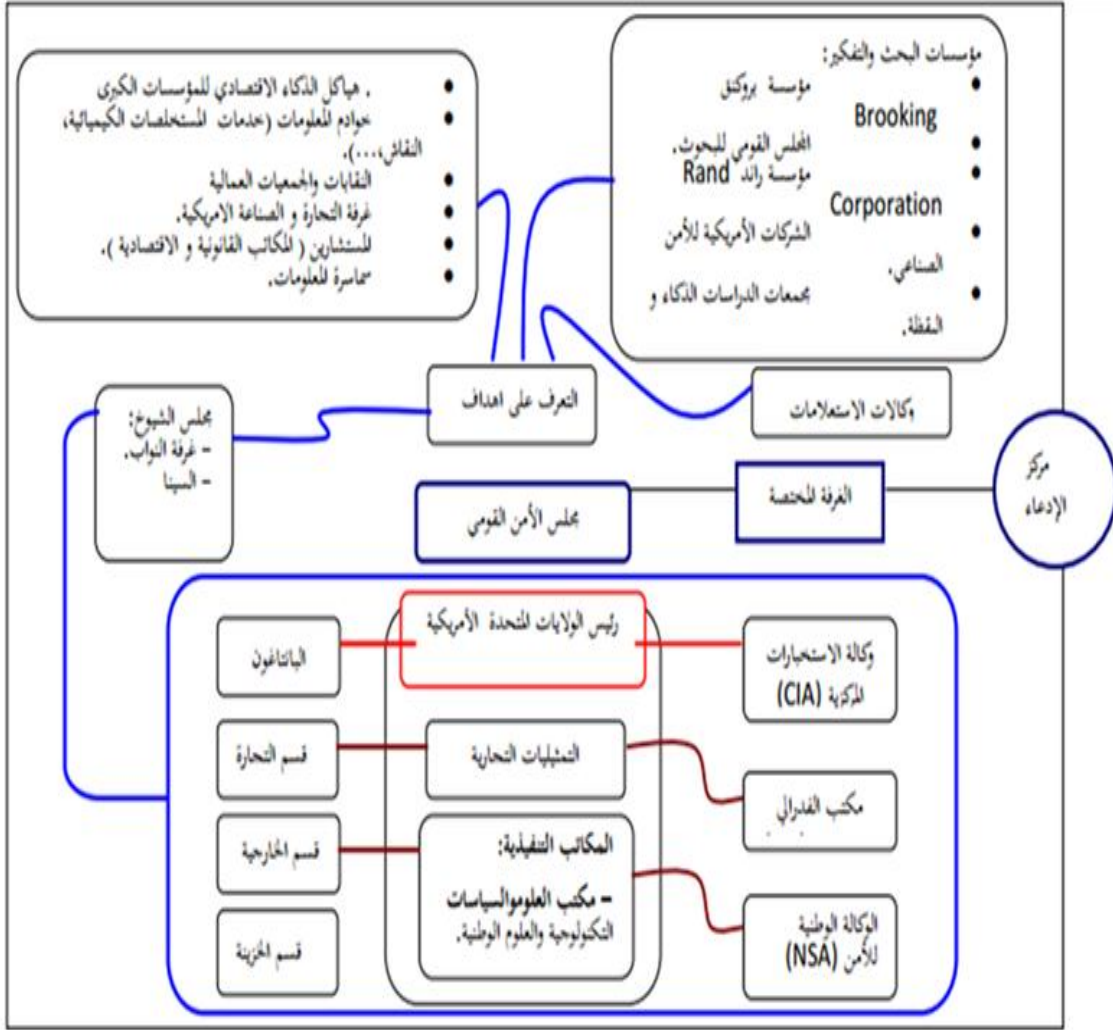 مؤسسات البحث والتفكير:
● مؤسسة بروكنق
Brooking
● المجلس القومي للبحوث.
● مؤسسة راند Rand
Corporation
الشركات الأمريكية للأمن
الصناعي.
● مجمعات الدراسات الذكاء و
اليقظة.
● . هياكل الذكاء الاقتصادي للمؤسسات الكبرى
● خوادم المعلومات (خدمات المستخلصات الكيميائية،
النقاش،...).
● النقابات والجمعيات العمالية
● غرفة التجارة و الصناعة الامريكية.
● المستشارين ( المكاتب القانونية و الاقتصادية ).
● سماسرة المعلومات.
وكالات الاستعلامات
التعرف على اهداف
مجلس الشيوخ:
– غرفة النواب.
– السينا
مركز
الإدعاء
الغرفة المختصة
مجلس الأمن القومي
رئيس الولايات المتحدة الأمريكية
وكالة الاستخبارات
المركزية (CIA)
البانتاغون
التمثيليات التجارية
قسم التجارة
مكتب الفدرالي
المكاتب التنفيذية:
– مكتب العلوموالسياسات
التكنولوجية والعلوم الوطنية.
قسم الخارجية
الوكالة الوطنية
للأمن (NSA)
قسم الخزينة